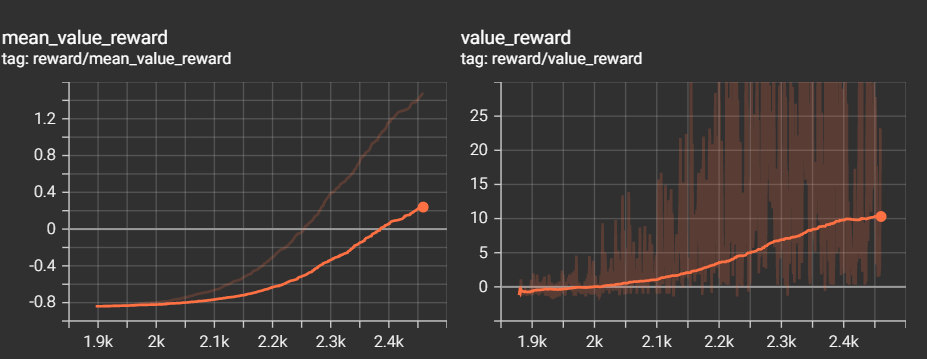 mean_value_reward
tag: reward/mean_value_reward
1.2
0.8
0.4
0
-0.4
-0.8
1.9k 2k 2.1k 2.2k 2.3k 2.4k
value_reward
tag: reward/value_reward
25
20
15
10
5
0
1.9k 2k 2.1k 2.2k 2.3k 2.4k